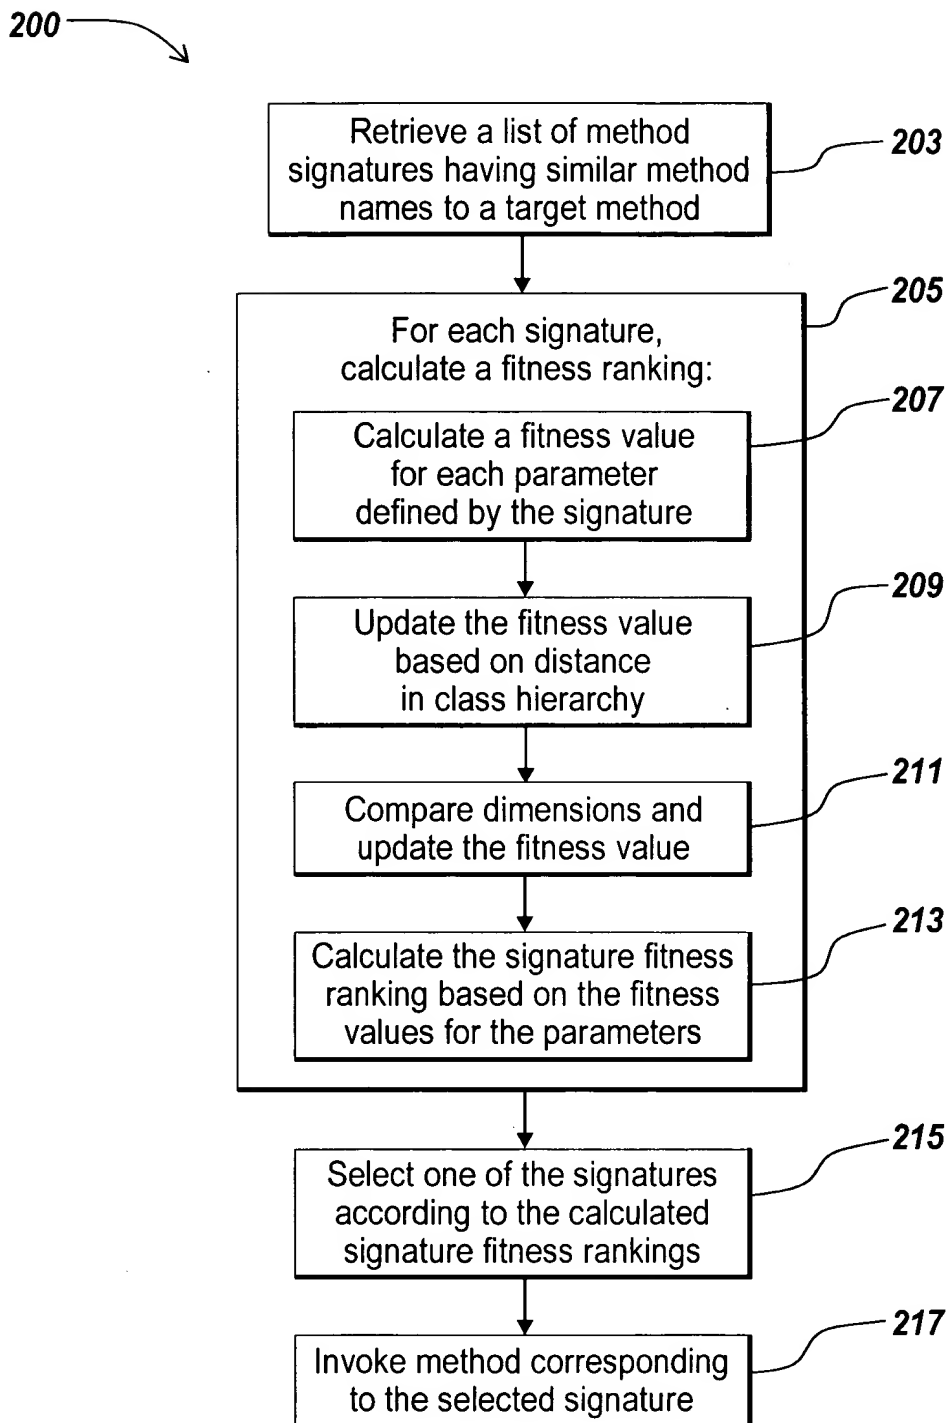 200
Retrieve a list of method
signatures having similar method
names to a target method
203
205
For each signature,
calculate a fitness ranking:
207
Calculate a fitness value
for each parameter
defined by the signature
209
Update the fitness value
based on distance
in class hierarchy
211
Compare dimensions and
update the fitness value
213
Calculate the signature fitness
ranking based on the fitness
values for the parameters
215
Select one of the signatures
according to the calculated
signature fitness rankings
217
Invoke method corresponding
to the selected signature